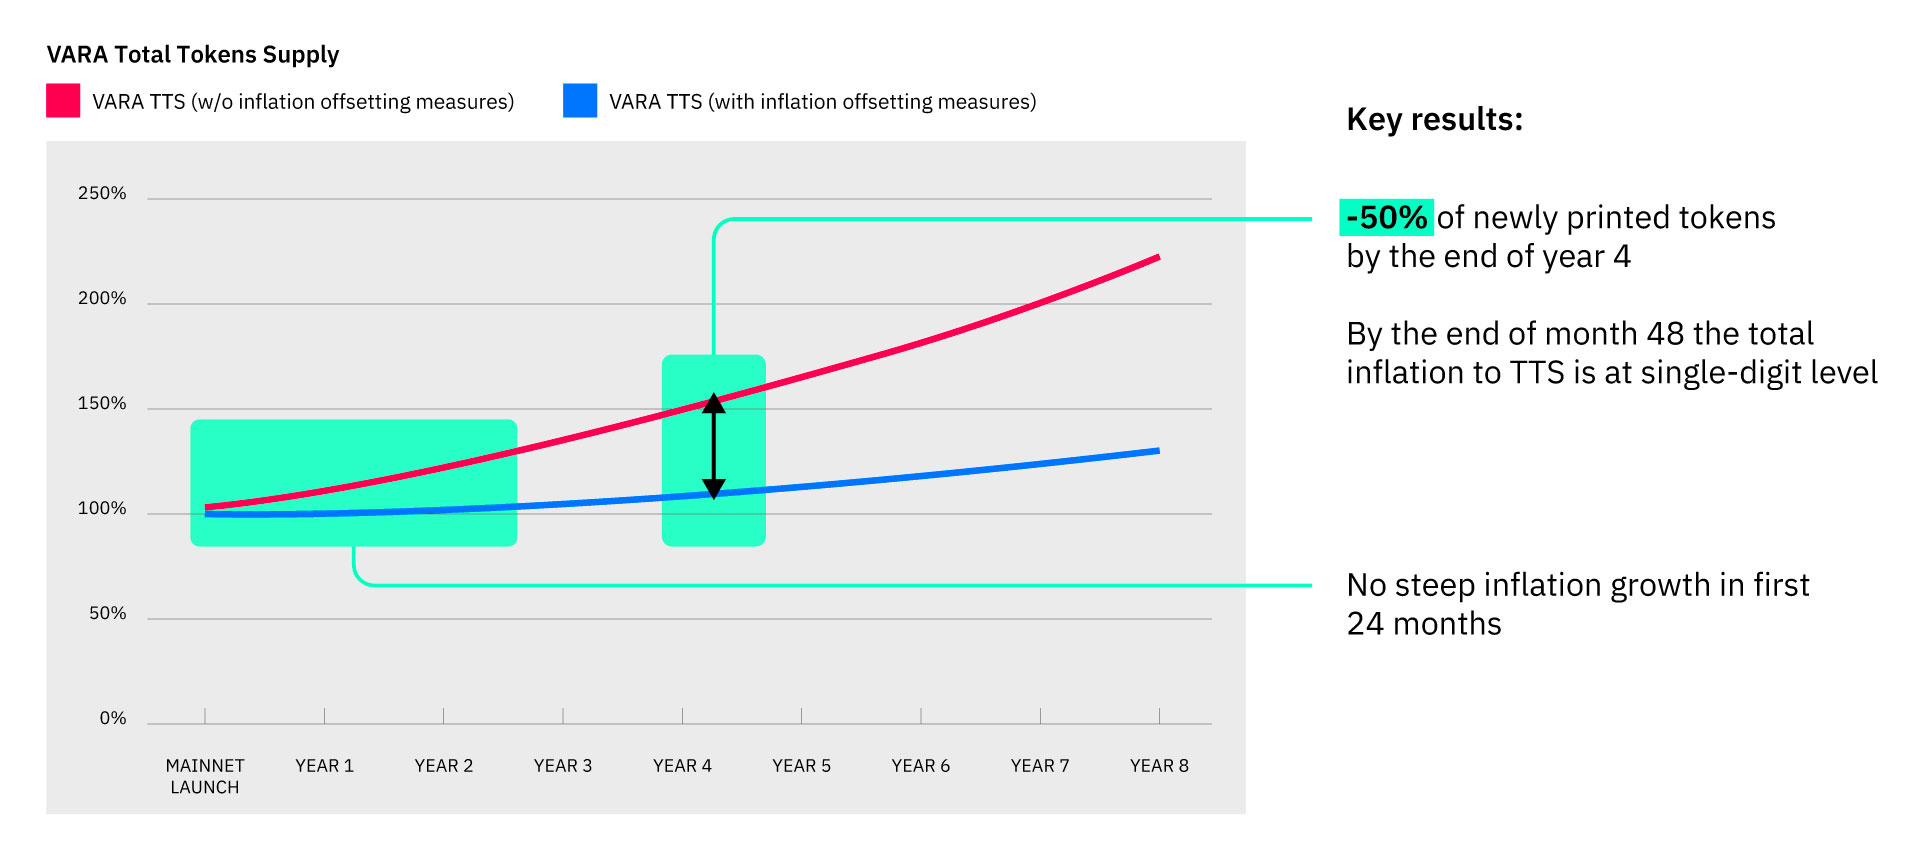 VARA Total Tokens Supply
VARA TTS (w/o inflation offsetting measures)
VARA TTS (with inflation offsetting measures)
250%
200%
150%
100%
50%
0%
MAINNET
LAUNCH
YEAR 1
YEAR 2
YEAR 3
YEAR 4
YEAR 5
YEAR 6
YEAR 7
YEAR 8
Key results:
-50% of newly printed tokens
by the end of year 4
By the end of month 48 the total
inflation to TTS is at single-digit level
No steep inflation growth in first
24 months